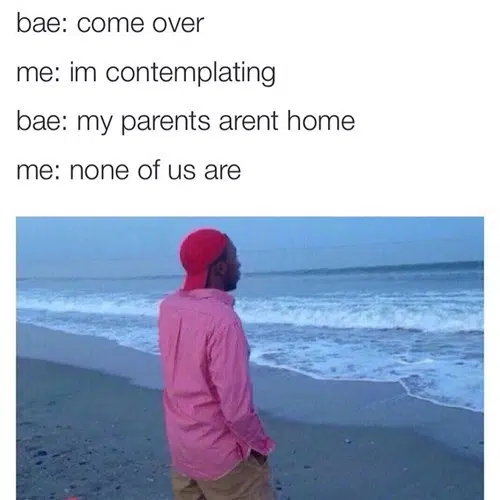 bae: come over
me: im contemplating
bae: my parents arent home
me: none of us are